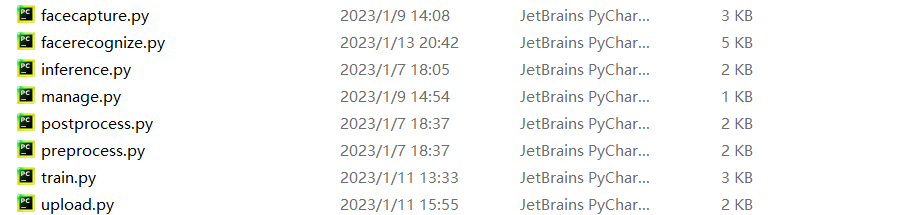 facecapture.py 2023/1/9 14:08 JetBrains PyChar... 3 KB
facerecognize.py 2023/1/13 20:42 JetBrains PyChar... 5 KB
inference.py 2023/1/7 18:05 JetBrains PyChar... 2 KB
manage.py 2023/1/9 14:54 JetBrains PyChar... 1 KB
postprocess.py 2023/1/7 18:37 JetBrains PyChar... 2 KB
preprocess.py 2023/1/7 18:37 JetBrains PyChar... 2 KB
train.py 2023/1/11 13:33 JetBrains PyChar... 3 KB
upload.py 2023/1/11 15:55 JetBrains PyChar... 2 KB